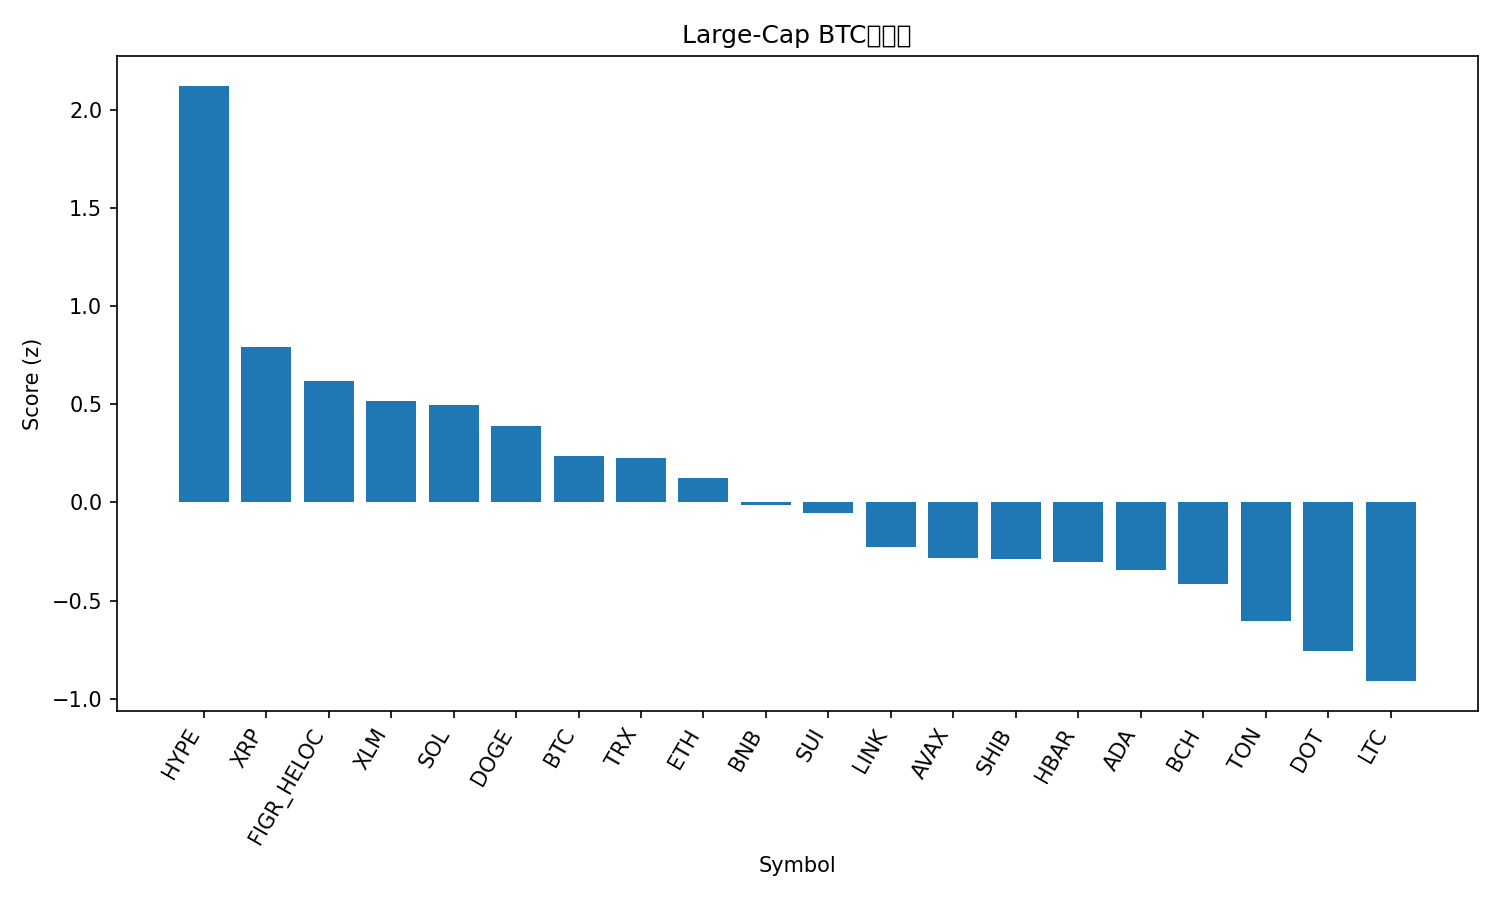 Large-Cap BTC
Score (z)
2.0
1.5
1.0
0.5
0.0
−0.5
−1.0
HYPE
XRP
FIGR_HELOC
XLM
SOL
DOGE
BTC
TRX
ETH
BNB
SUI
LINK
AVAX
SHIB
HBAR
ADA
BCH
TON
DOT
LTC
Symbol